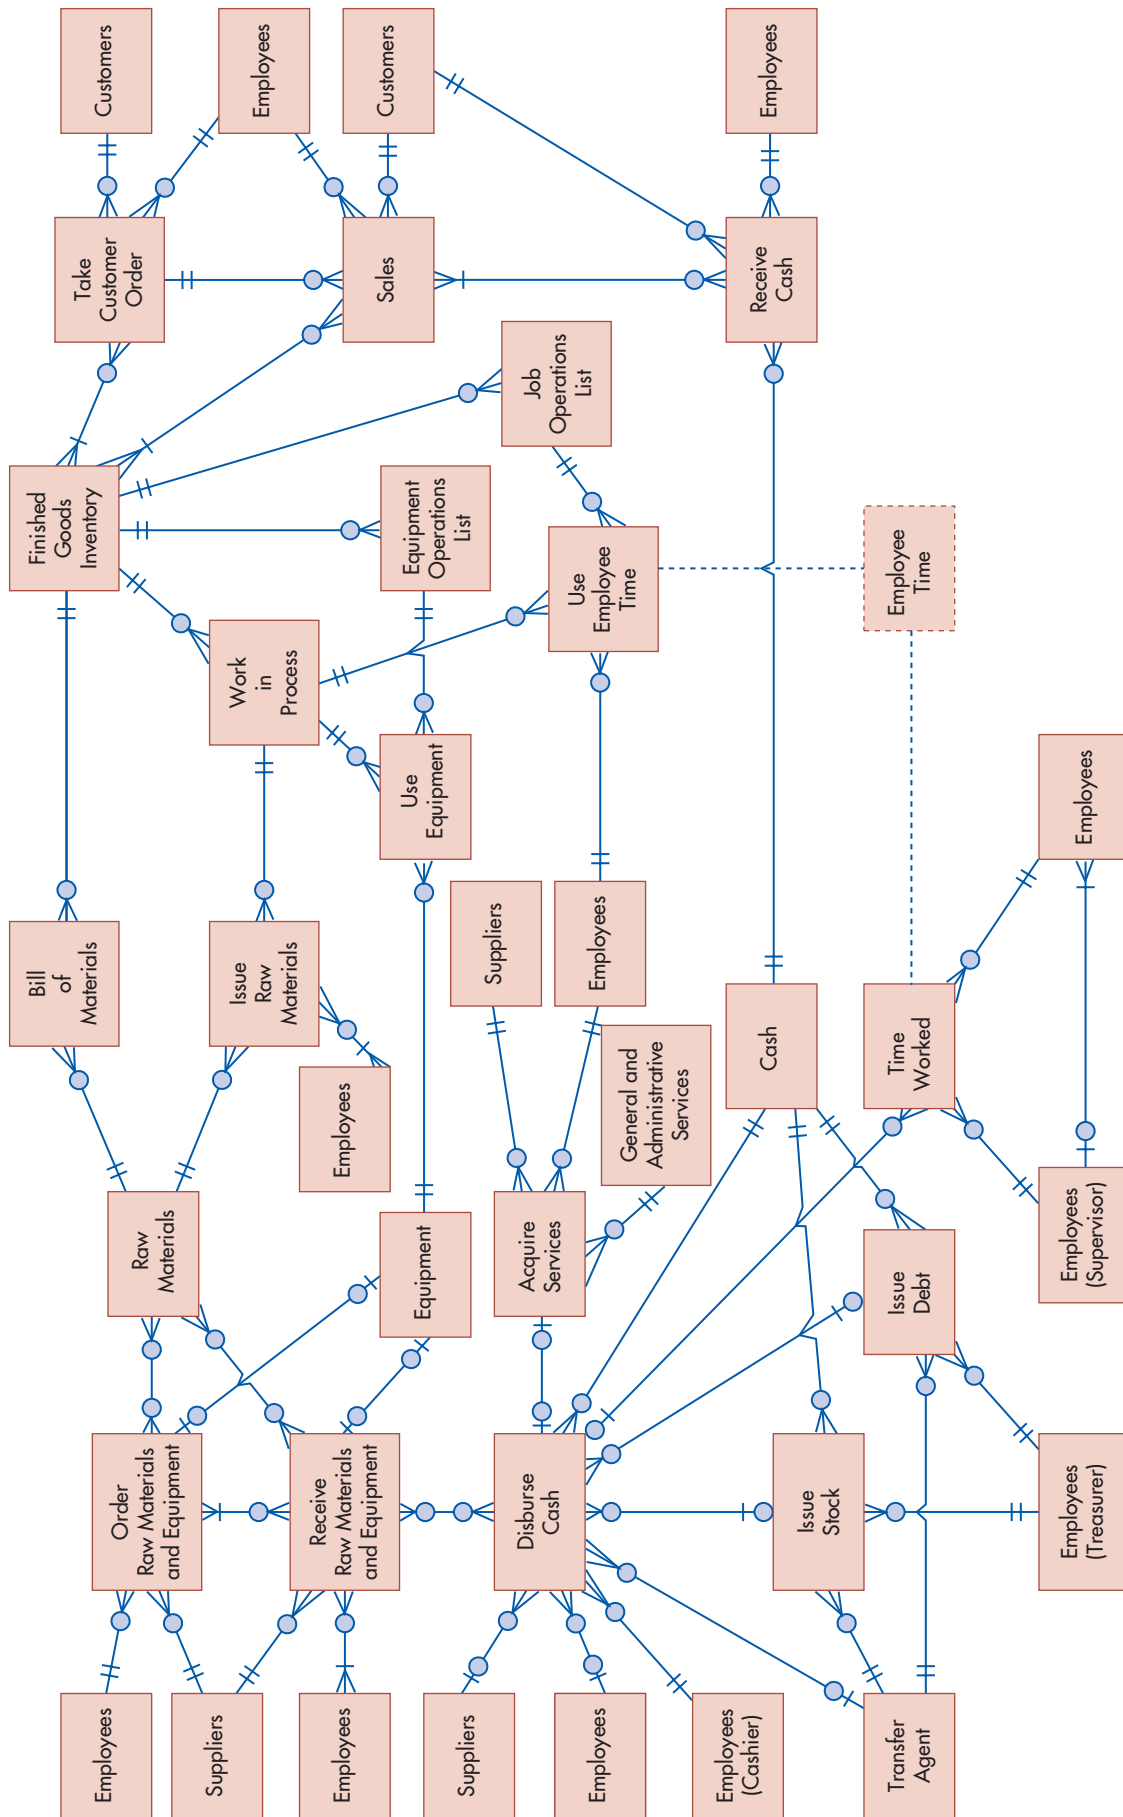 Customers
Employees
Customers
Employees
Take
Customer
Order
Sales
Receive
Cash
Job
Operations
List
Finished
Goods
Inventory
Equipment
Operations
List
Use
Employee
Time
Employee
Time
Work
in
Process
Use
Equipment
Employees
Bill
of
Materials
Issue
Raw
Materials
Suppliers
Employees
Cash
Time
Worked
Employees
General and
Administrative
Services
Raw
Materials
Equipment
Acquire
Services
Issue
Debt
Employees
(Supervisor)
Order
Raw Materials
and Equipment
Receive
Raw Materials
and Equipment
Disburse
Cash
Issue
Stock
Employees
(Treasurer)
Employees
Suppliers
Employees
Suppliers
Employees
Employees
(Cashier)
Transfer
Agent